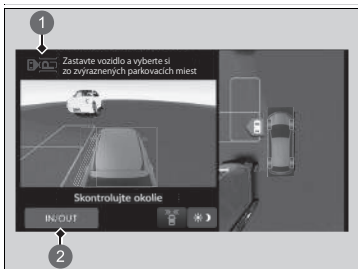 1
Zastavte vozidlo a vyberte si
zo zvýraznených parkovacích miest
Skontrolujte okolie
IN/OUT
2